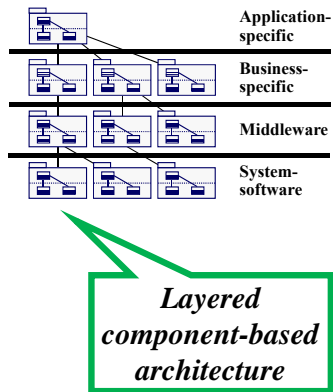 Application-
specific
Business-
specific
Middleware
System-
software
Layered
component-based
architecture